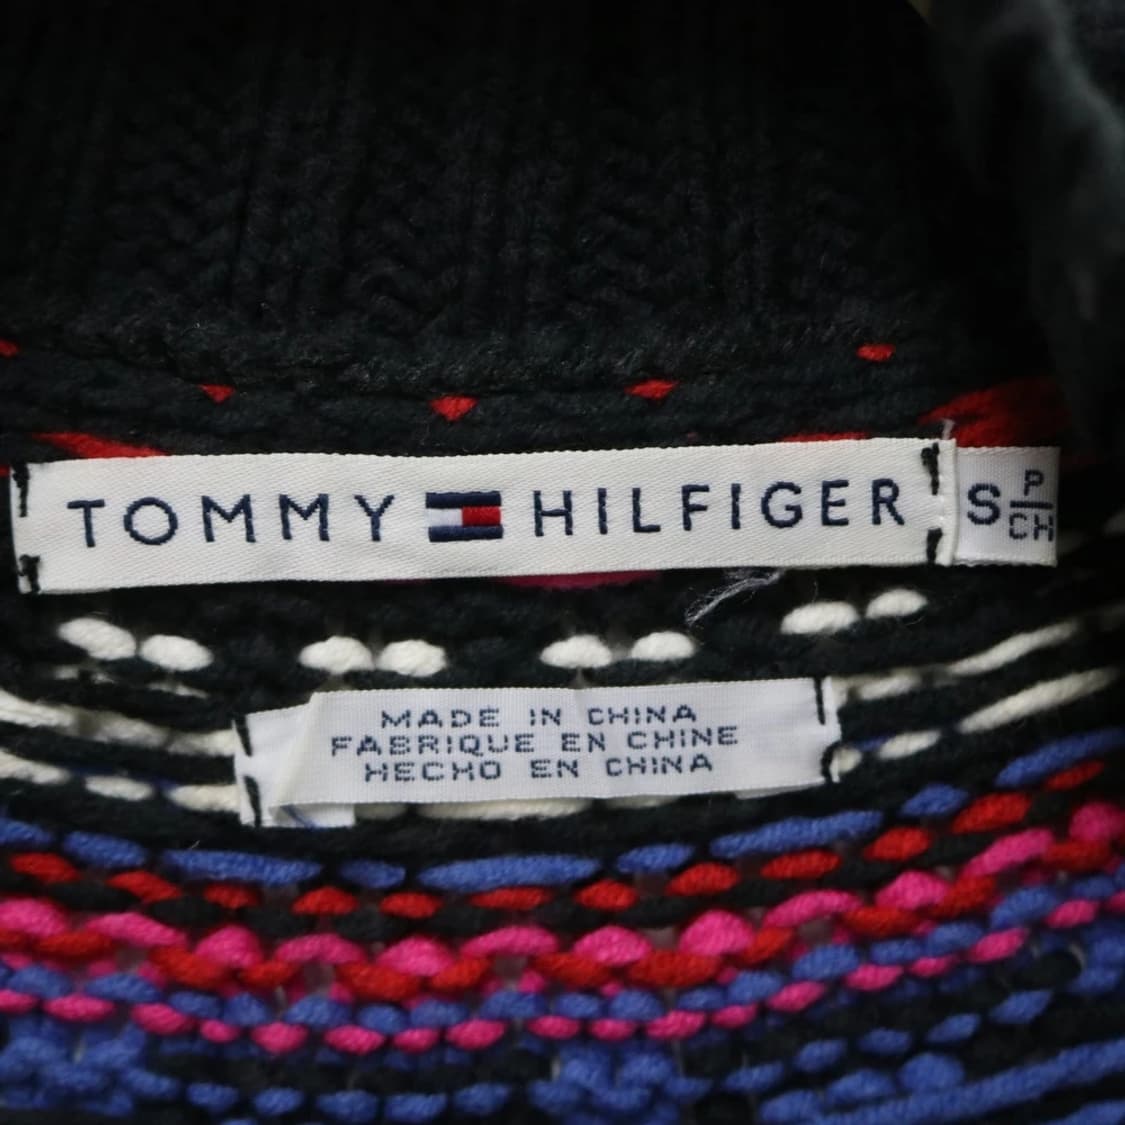 TOMMY HILFIGER
S P/CH
MADE IN CHINA
FABRIQUE EN CHINE
HECHO EN CHINA